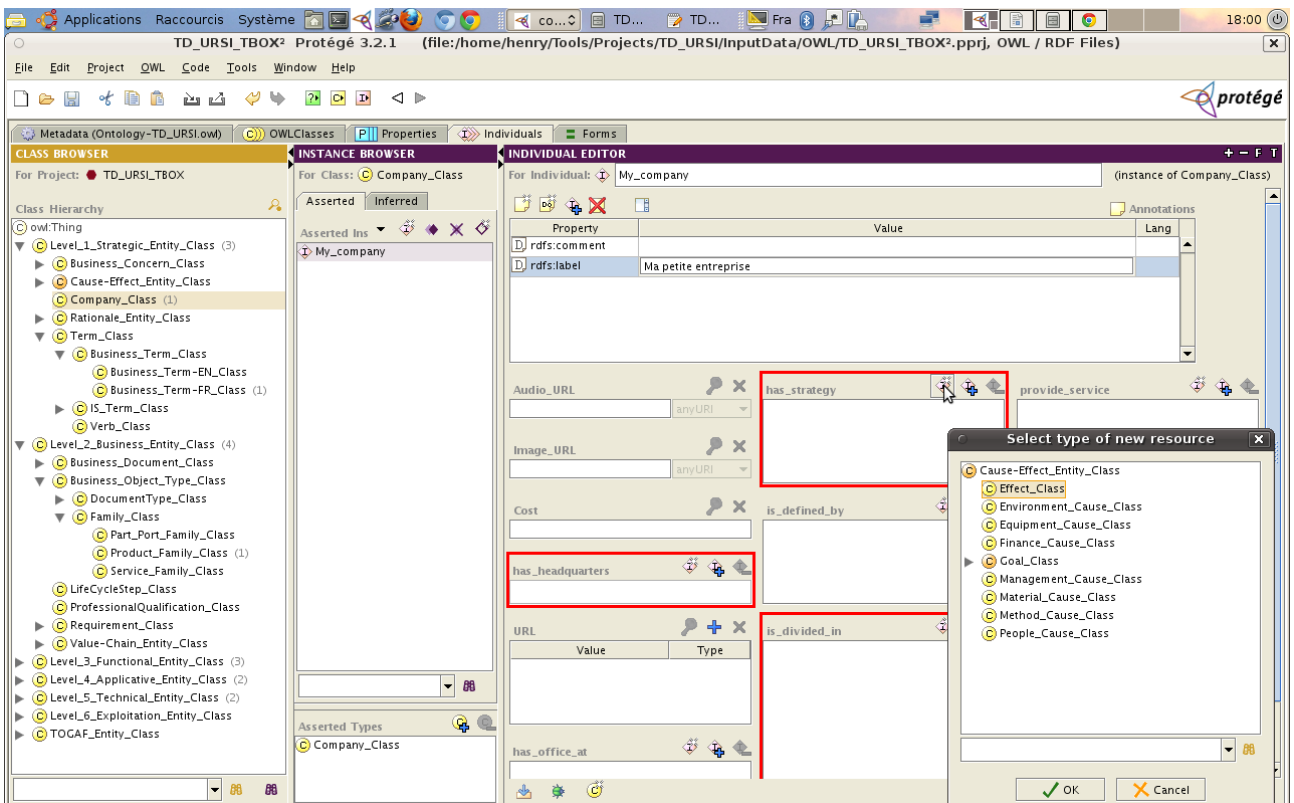 Applications Raccourcis Système co... TD... TD... Fra 18:00
TD_URSI_TBOX² Protégé 3.2.1 (file:/home/henry/Tools/Projects/TD_URSI/InputData/OWL/TD_URSI_TBOX².pprj, OWL / RDF Files)
File Edit Project OWL Code Tools Window Help
protégé
Metadata (Ontology-TD_URSI.owl) OWLClasses Properties Individuals Forms
CLASS BROWSER
For Project: TD_URSI_TBOX
Class Hierarchy
owl:Thing
Level_1_Strategic_Entity_Class (3)
Business_Concern_Class
Cause-Effect_Entity_Class
Company_Class (1)
Rationale_Entity_Class
Term_Class
Business_Term_Class
Business_Term-EN_Class
Business_Term-FR_Class (1)
IS_Term_Class
Verb_Class
Level_2_Business_Entity_Class (4)
Business_Document_Class
Business_Object_Type_Class
DocumentType_Class
Family_Class
Part_Port_Family_Class
Product_Family_Class (1)
Service_Family_Class
LifeCycleStep_Class
ProfessionalQualification_Class
Requirement_Class
Value-Chain_Entity_Class
Level_3_Functional_Entity_Class (3)
Level_4_Applicative_Entity_Class (2)
Level_5_Technical_Entity_Class (2)
Level_6_Exploitation_Entity_Class
TOGAF_Entity_Class
INSTANCE BROWSER
For Class: Company_Class
Asserted Inferred
Asserted Ins
My_company
Asserted Types
Company_Class
INDIVIDUAL EDITOR + − F T
For Individual: My_company (instance of Company_Class)
Annotations
Property Value Lang
rdfs:comment
rdfs:label Ma petite entreprise
Audio_URL
anyURI
Image_URL
anyURI
Cost
has_headquarters
URL
Value Type
has_office_at
has_strategy
is_defined_by
is_divided_in
provide_service
Select type of new resource
Cause-Effect_Entity_Class
Effect_Class
Environment_Cause_Class
Equipment_Cause_Class
Finance_Cause_Class
Goal_Class
Management_Cause_Class
Material_Cause_Class
Method_Cause_Class
People_Cause_Class
OK Cancel